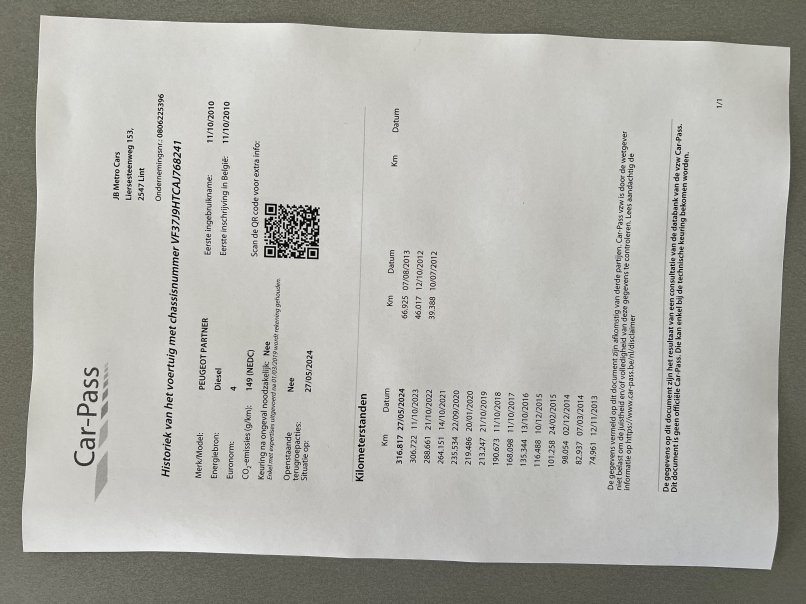 Car-Pass
JB Metro Cars
Liersesteenweg 153,
2547 Lint
Ondernemingsnr.: 0806225396
Historiek van het voertuig met chassisnummer VF37J9HTCAJ768241
Merk/Model: PEUGEOT PARTNER
Energiebron: Diesel
Euronorm: 4
CO2-emissies (g/km): 149 (NEDC)
Keuring na ongeval noodzakelijk: Nee
Enkel met expertises uitgevoerd na 01/03/2019 wordt rekening gehouden.
Openstaande
terugroepacties: Nee
Situatie op: 27/05/2024
Eerste ingebruikname: 11/10/2010
Eerste inschrijving in België: 11/10/2010
Scan de QR code voor extra info:
Kilometerstanden
Km Datum
316.817 27/05/2024
306.722 11/10/2023
288.661 21/10/2022
264.151 14/10/2021
235.534 22/09/2020
219.486 20/01/2020
213.247 21/10/2019
190.673 11/10/2018
168.098 11/10/2017
135.344 13/10/2016
116.488 10/12/2015
101.258 24/02/2015
98.054 02/12/2014
82.937 07/03/2014
74.961 12/11/2013
Km Datum
66.925 07/08/2013
46.017 12/10/2012
39.388 10/07/2012
Km Datum
De gegevens vermeld op dit document zijn afkomstig van derde partijen. Car-Pass vzw is door de wetgever
niet belast om de juistheid en/of volledigheid van deze gegevens te controleren. Lees aandachtig de
informatie op https://www.car-pass.be/nl/disclaimer
De gegevens op dit document zijn het resultaat van een consultatie van de databank van de vzw Car-Pass.
Dit document is geen officiële Car-Pass. Die kan enkel bij de technische keuring bekomen worden.
1/1